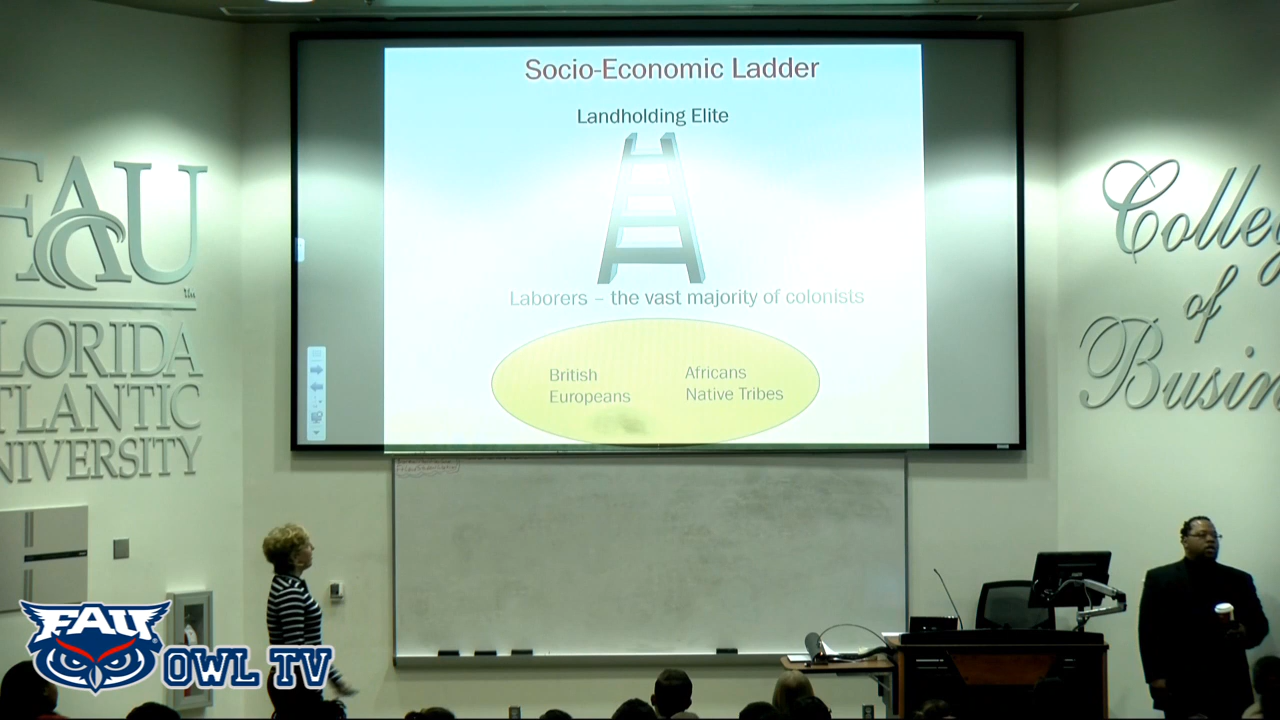 Socio-Economic Ladder
Landholding Elite
Laborers – the vast majority of colonists
British
Europeans
Africans
Native Tribes
FAU
FLORIDA
ATLANTIC
UNIVERSITY
College
of
Busin
FAU
OWL TV